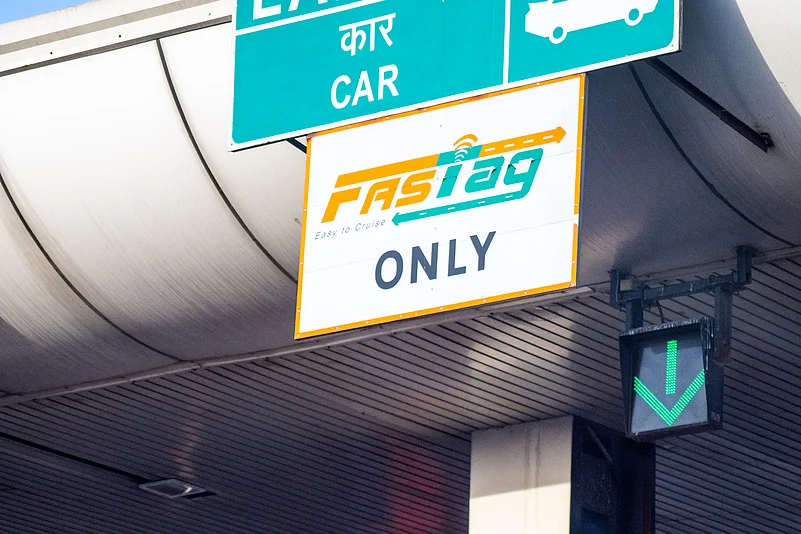 कार
CAR
FASTag
Easy to Cruise
ONLY